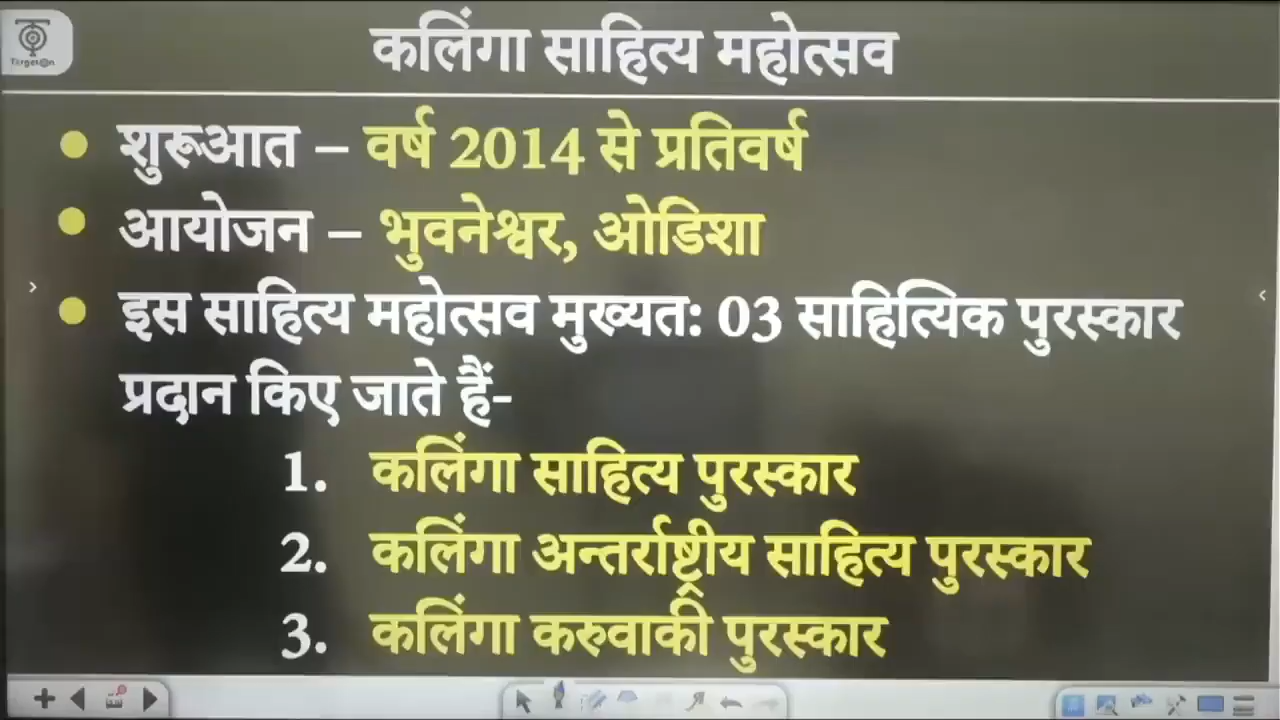 TargetOn
कलिंगा साहित्य महोत्सव
शुरूआत – वर्ष 2014 से प्रतिवर्ष
आयोजन – भुवनेश्वर, ओडिशा
इस साहित्य महोत्सव मुख्यत: 03 साहित्यिक पुरस्कार
प्रदान किए जाते हैं-
1. कलिंगा साहित्य पुरस्कार
2. कलिंगा अन्तर्राष्ट्रीय साहित्य पुरस्कार
3. कलिंगा करुवाकी पुरस्कार